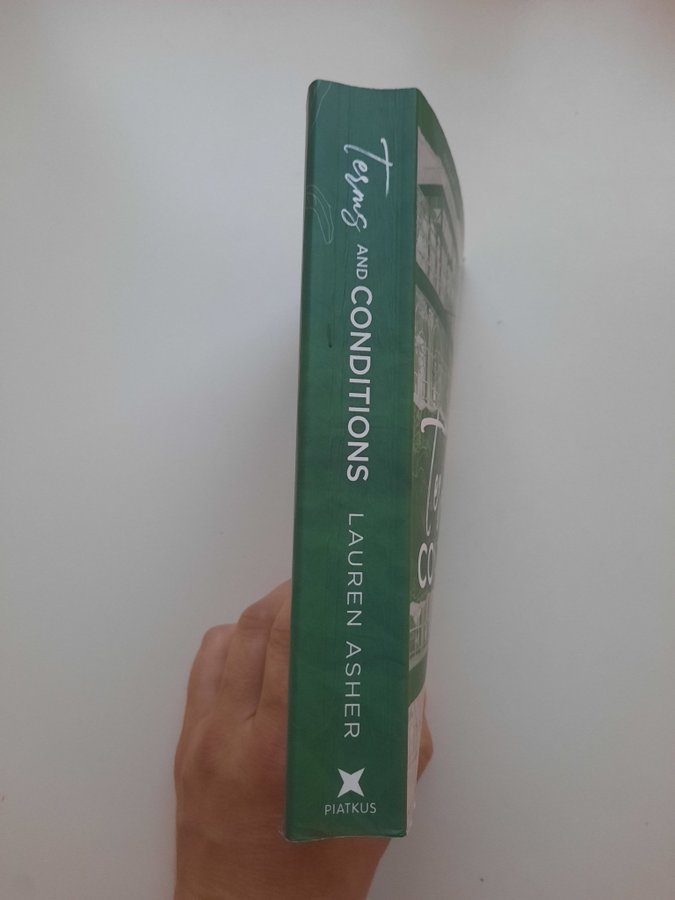 Terms AND CONDITIONS LAUREN ASHER
PIATKUS